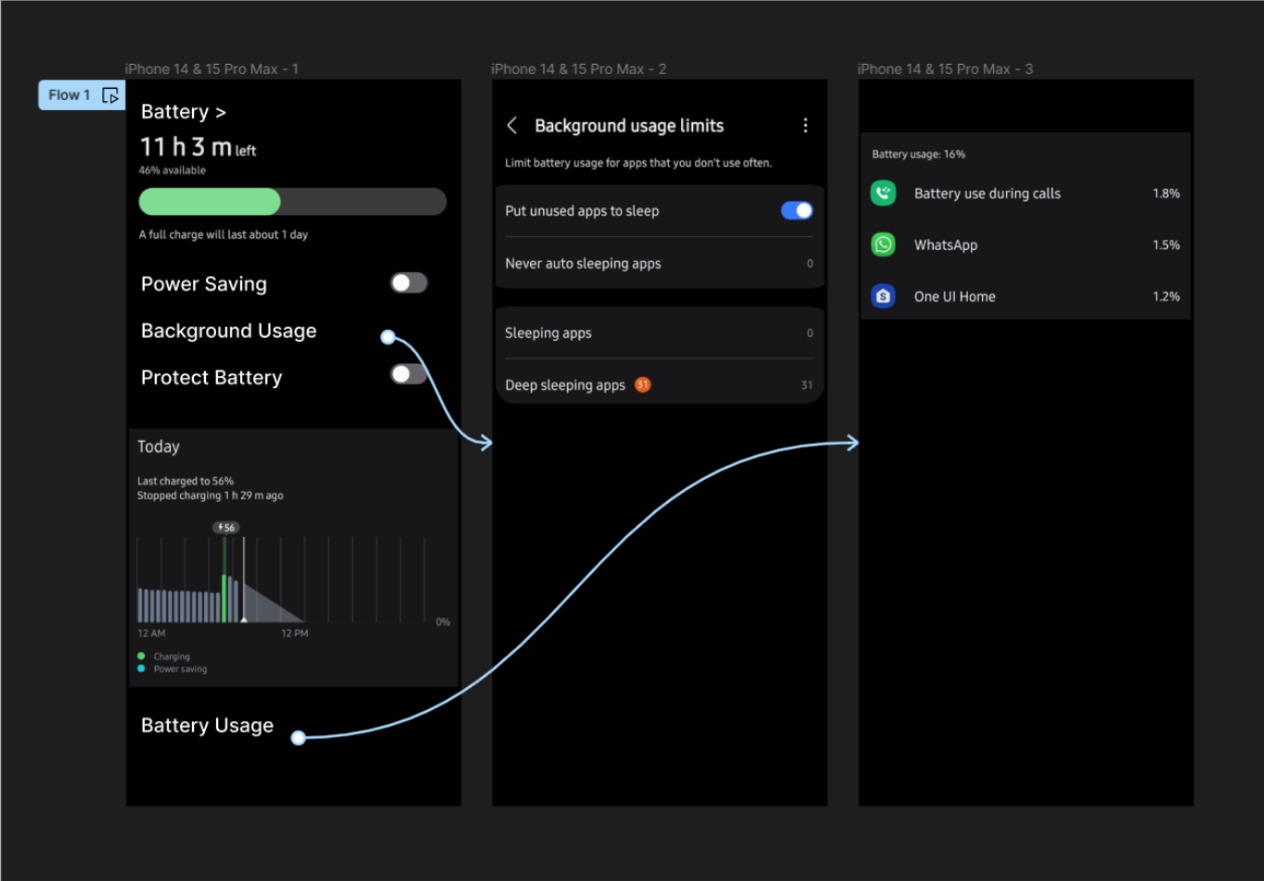 iPhone 14 & 15 Pro Max - 1
iPhone 14 & 15 Pro Max - 2
iPhone 14 & 15 Pro Max - 3
Flow 1
Battery >
11 h 3 m left
46% available
A full charge will last about 1 day
Power Saving
Background Usage
Protect Battery
Today
Last charged to 56%
Stopped charging 1 h 29 m ago
56
0%
12 AM 12 PM
Charging
Power saving
Battery Usage
Background usage limits
Limit battery usage for apps that you don't use often.
Put unused apps to sleep
Never auto sleeping apps 0
Sleeping apps 0
Deep sleeping apps 31 31
Battery usage: 16%
Battery use during calls 1.8%
WhatsApp 1.5%
S One UI Home 1.2%